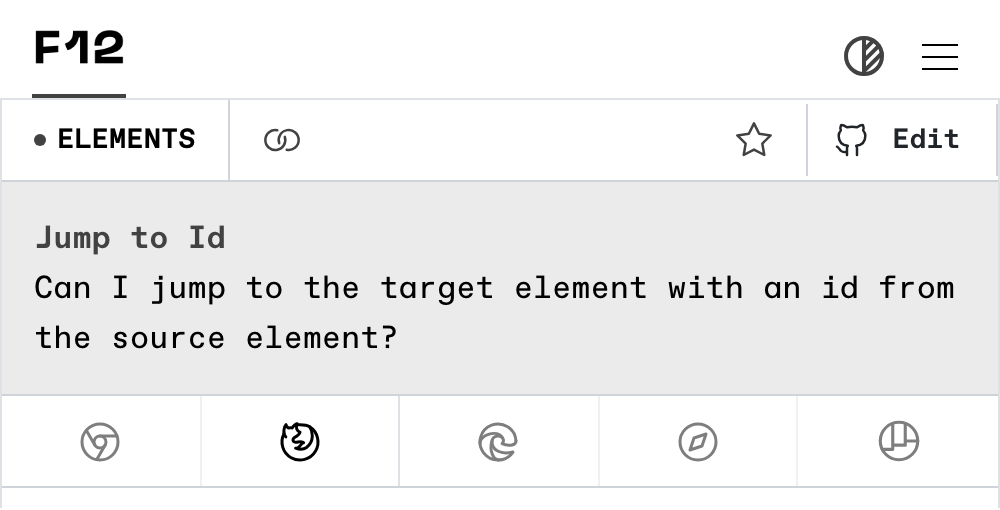 F12
ELEMENTS
Edit
Jump to Id
Can I jump to the target element with an id from
the source element?